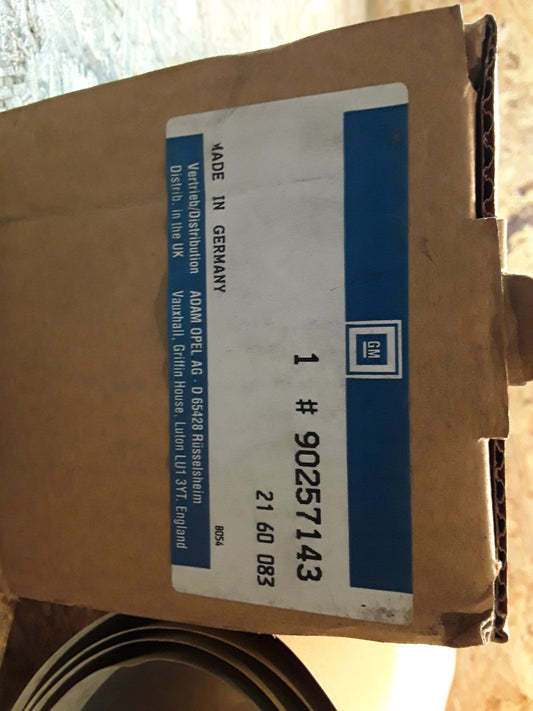 GM
1 # 90257143
21 60 083
8054
MADE IN GERMANY
Vertrieb/Distribution ADAM OPEL AG · D 65428 Rüsselsheim
Distrib. in the UK Vauxhall, Griffin House, Luton LU1 3YT. England